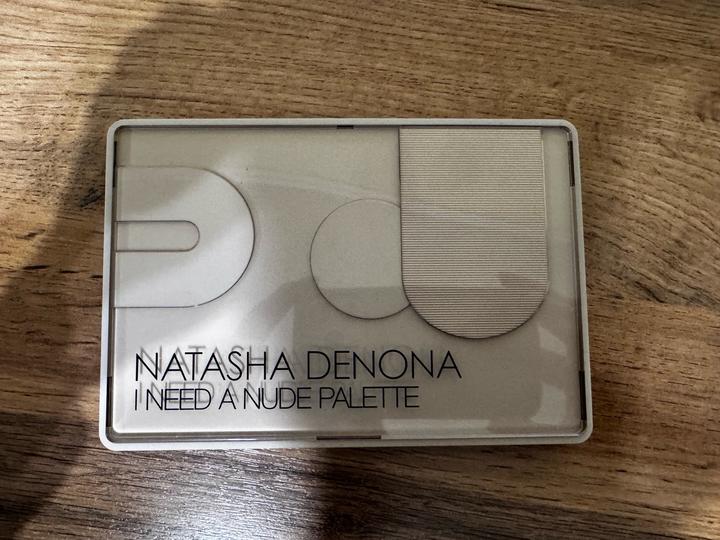 NATASHA DENONA
I NEED A NUDE PALETTE